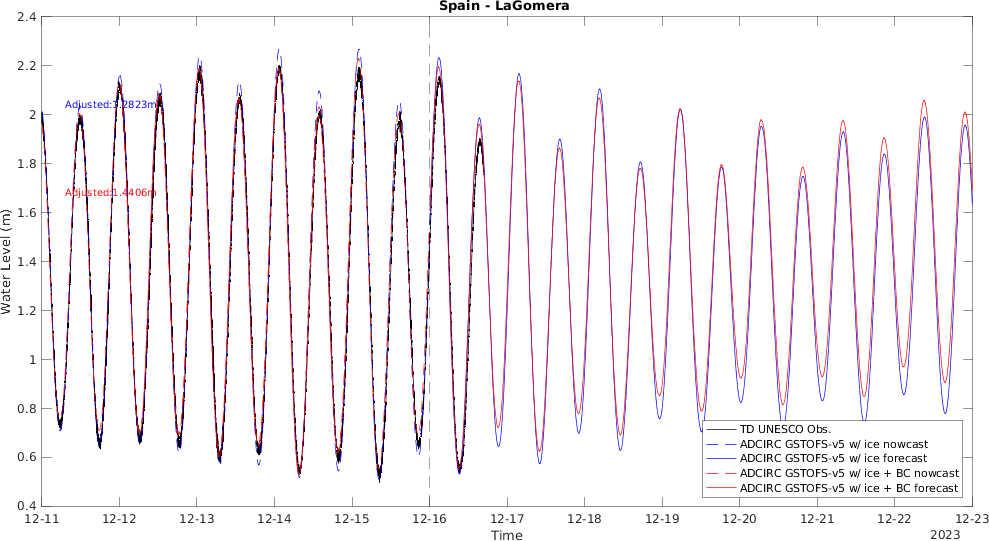 Spain - LaGomera
2.4
2.2
2
1.8
1.6
1.4
1.2
1
0.8
0.6
0.4
Water Level (m)
Adjusted:1.2823m
Adjusted:1.4406m
TD UNESCO Obs.
ADCIRC GSTOFS-v5 w/ ice nowcast
ADCIRC GSTOFS-v5 w/ ice forecast
ADCIRC GSTOFS-v5 w/ ice + BC nowcast
ADCIRC GSTOFS-v5 w/ ice + BC forecast
12-11 12-12 12-13 12-14 12-15 12-16 12-17 12-18 12-19 12-20 12-21 12-22 12-23
Time
2023